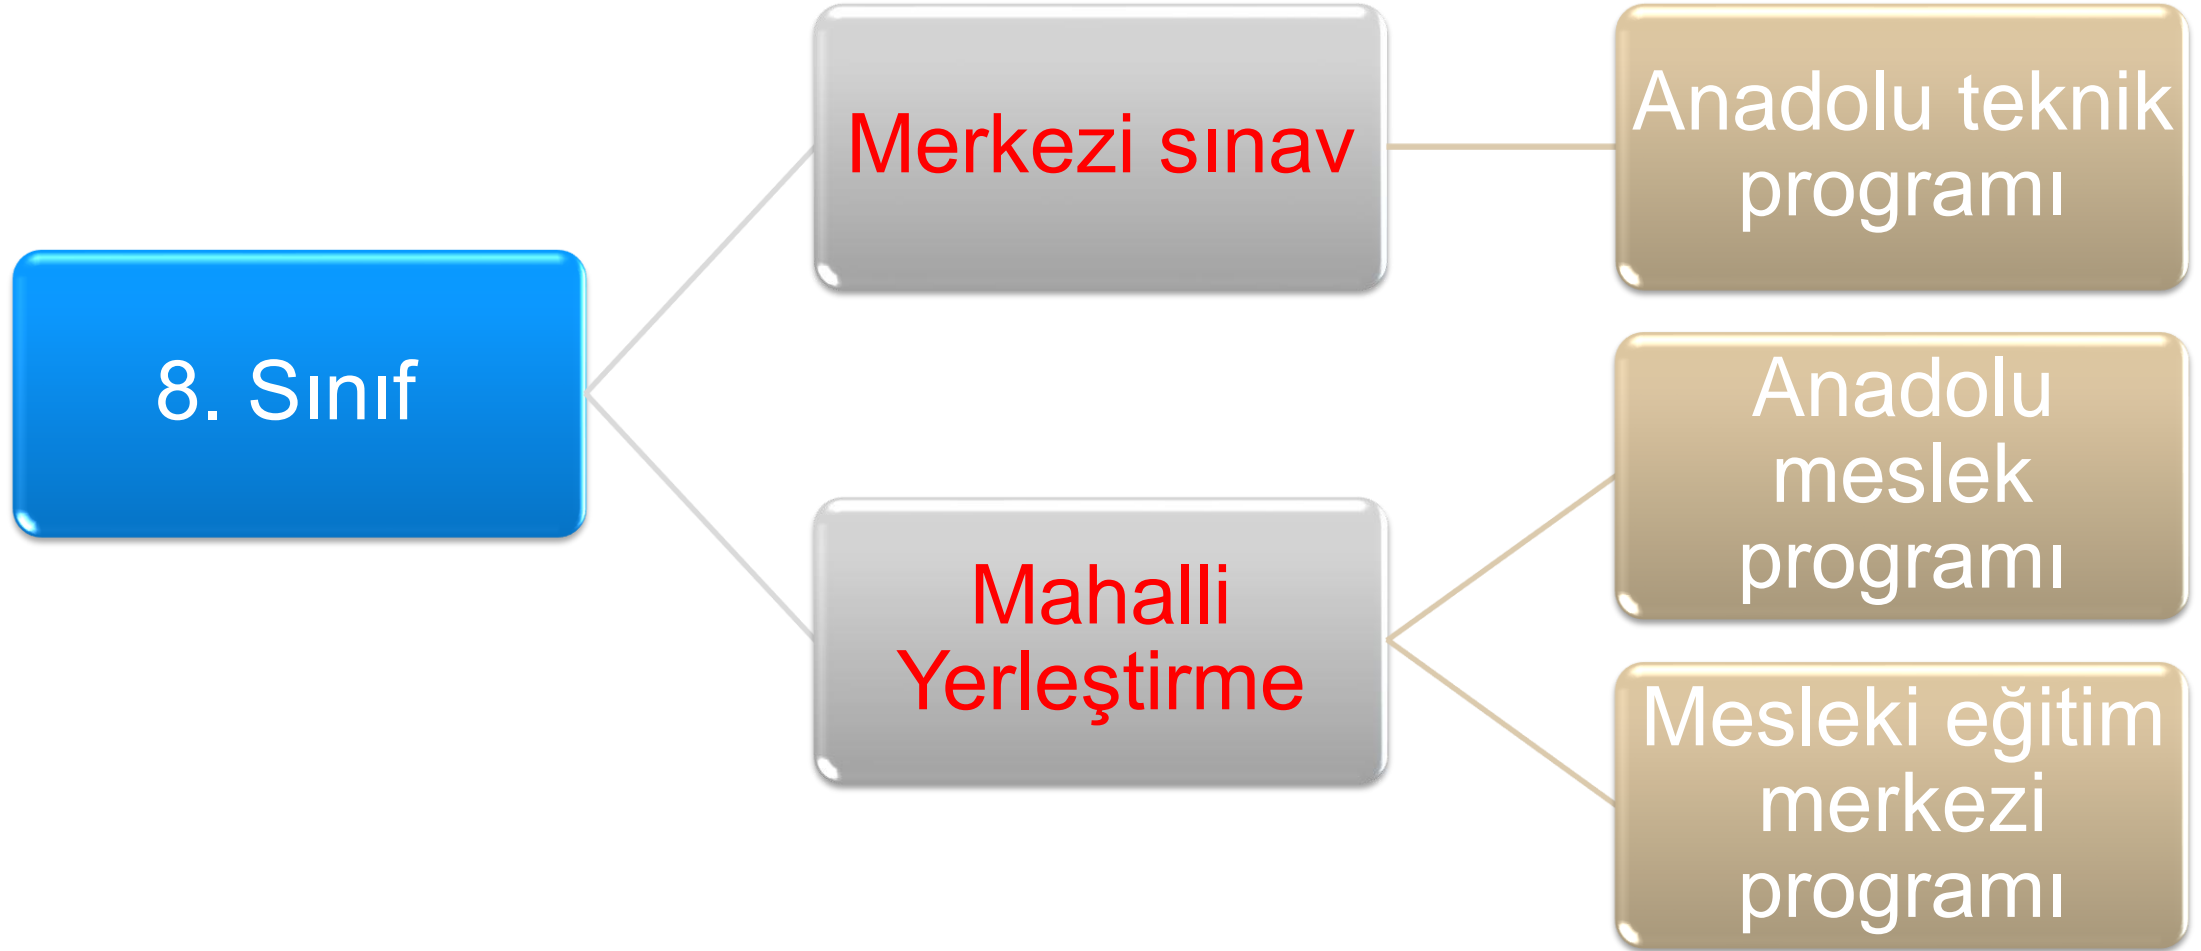 8. Sınıf
Merkezi sınav
Mahalli
Yerleştirme
Anadolu teknik
programı
Anadolu
meslek
programı
Mesleki eğitim
merkezi
programı